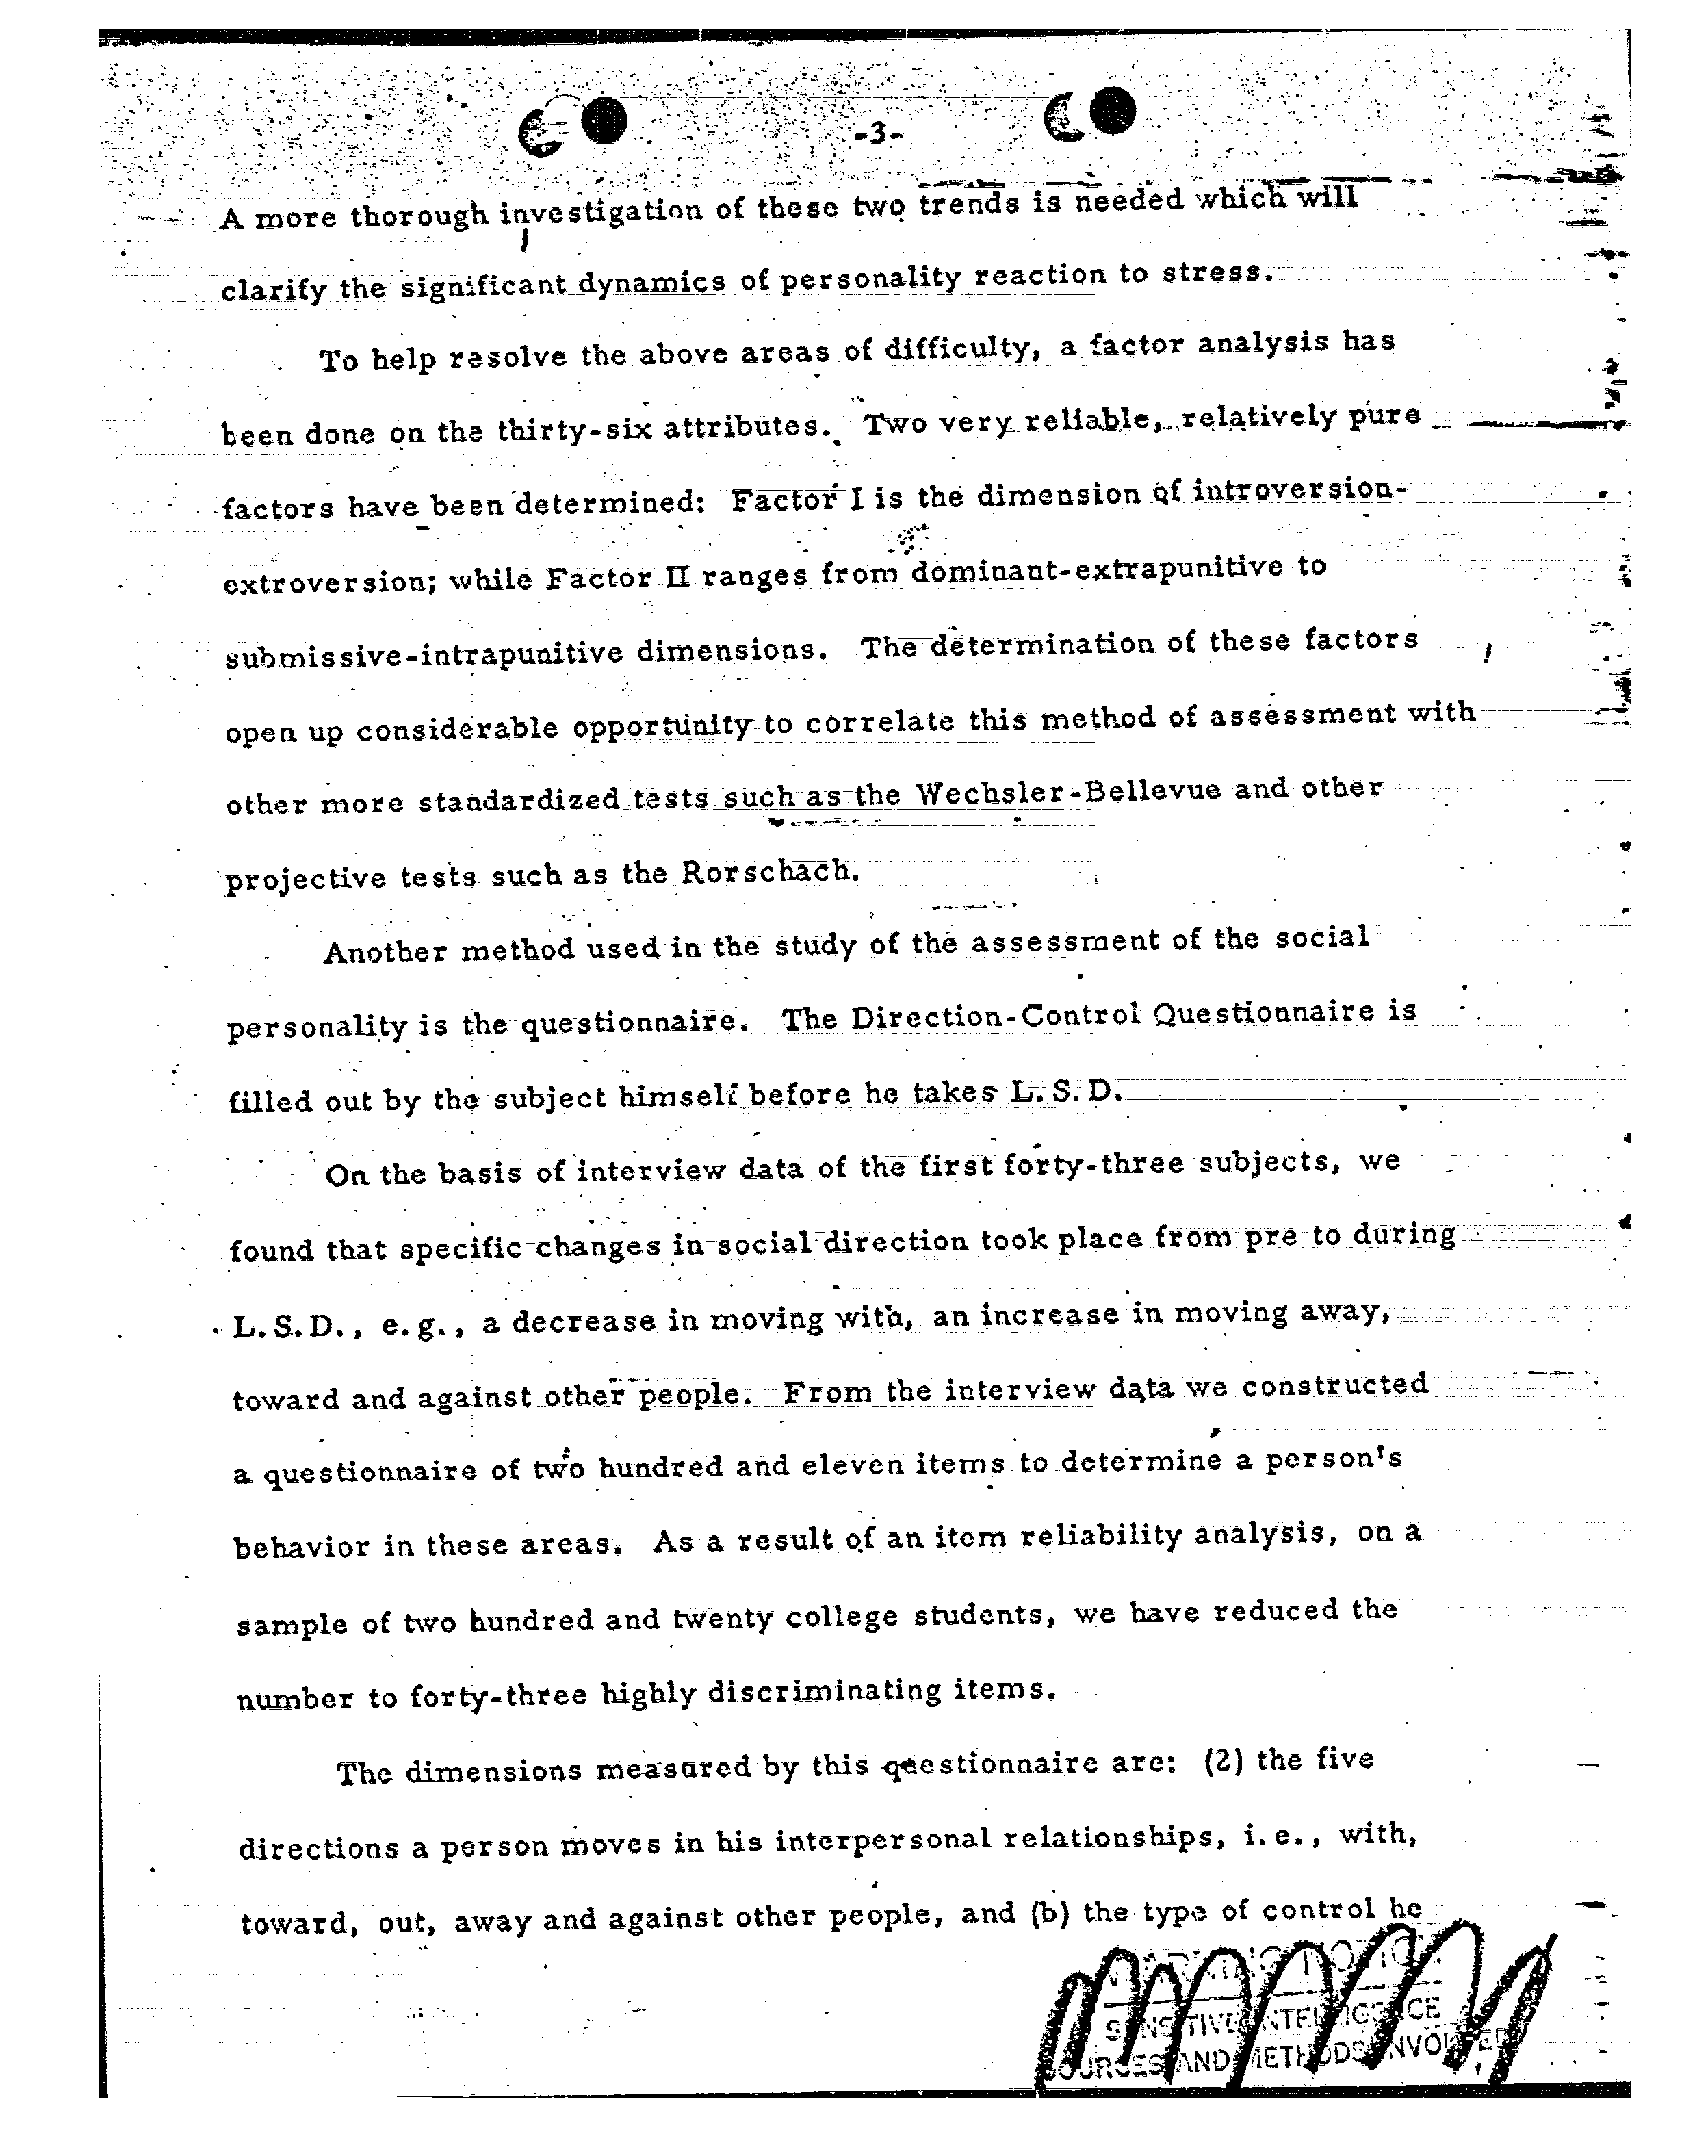 -3-
A more thorough investigation of these two trends is needed which will
clarify the significant dynamics of personality reaction to stress.
To help resolve the above areas of difficulty, a factor analysis has
been done on the thirty-six attributes. Two very reliable, relatively pure
factors have been determined: Factor I is the dimension of introversion-
extroversion; while Factor II ranges from dominant-extrapunitive to
submissive-intrapunitive dimensions. The determination of these factors
open up considerable opportunity to correlate this method of assessment with
other more standardized tests such as the Wechsler-Bellevue and other
projective tests such as the Rorschach.
Another method used in the study of the assessment of the social
personality is the questionnaire. The Direction-Control Questionnaire is
filled out by the subject himself before he takes L.S.D.
On the basis of interview data of the first forty-three subjects, we
found that specific changes in social direction took place from pre to during
L.S.D., e.g., a decrease in moving with, an increase in moving away,
toward and against other people. From the interview data we constructed
a questionnaire of two hundred and eleven items to determine a person's
behavior in these areas. As a result of an item reliability analysis, on a
sample of two hundred and twenty college students, we have reduced the
number to forty-three highly discriminating items.
The dimensions measured by this questionnaire are: (2) the five
directions a person moves in his interpersonal relationships, i.e., with,
toward, out, away and against other people, and (b) the type of control he
WARNING NOTICE
SENSITIVE INTELLIGENCE
SOURCES AND METHODS INVOLVED